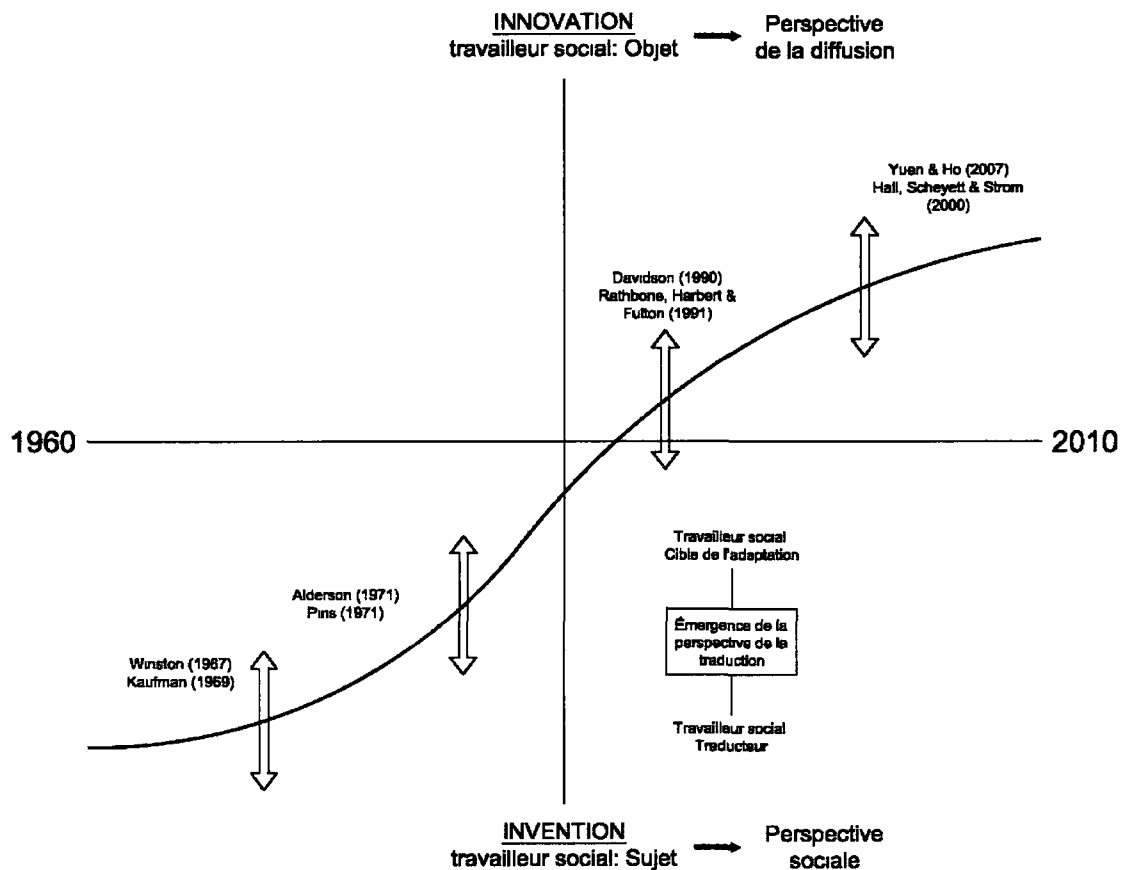 INNOVATION
travailleur social: Objet
Perspective
de la diffusion
Yuen & Ho (2007)
Hall, Scheyett & Strom
(2000)
Davidson (1990)
Rathbone, Harbert &
Fulton (1991)
1960
2010
Travailleur social
Cible de l'adaptation
Alderson (1971)
Pins (1971)
Émergence de la
perspective de la
traduction
Winston (1967)
Kaufman (1969)
Travailleur social
Traducteur
INVENTION
travailleur social: Sujet
Perspective
sociale